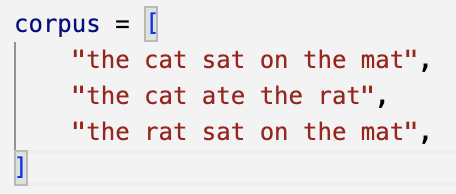 corpus = [
    "the cat sat on the mat",
    "the cat ate the rat",
    "the rat sat on the mat",
]